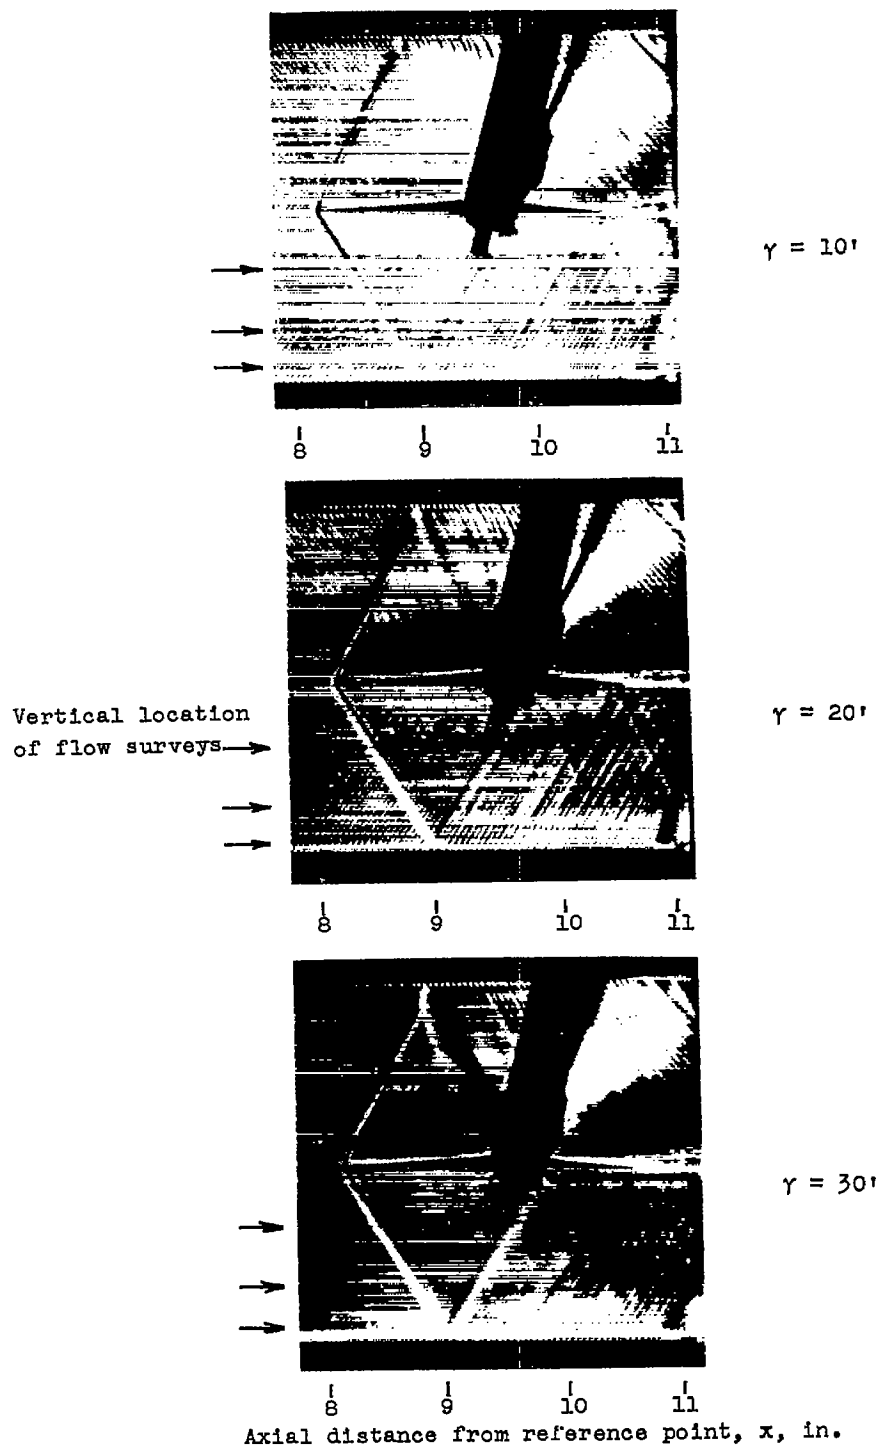 γ = 10'
8 9 10 11
Vertical location
of flow surveys
γ = 20'
8 9 10 11
γ = 30'
8 9 10 11
Axial distance from reference point, x, in.